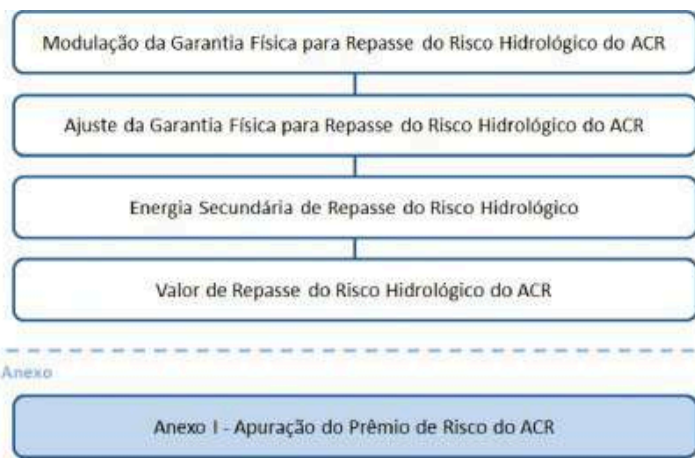 Modulação da Garantia Física para Repasse do Risco Hidrológico do ACR
Ajuste da Garantia Física para Repasse do Risco Hidrológico do ACR
Energia Secundária de Repasse do Risco Hidrológico
Valor de Repasse do Risco Hidrológico do ACR
Anexo
Anexo I - Apuração do Prêmio de Risco do ACR